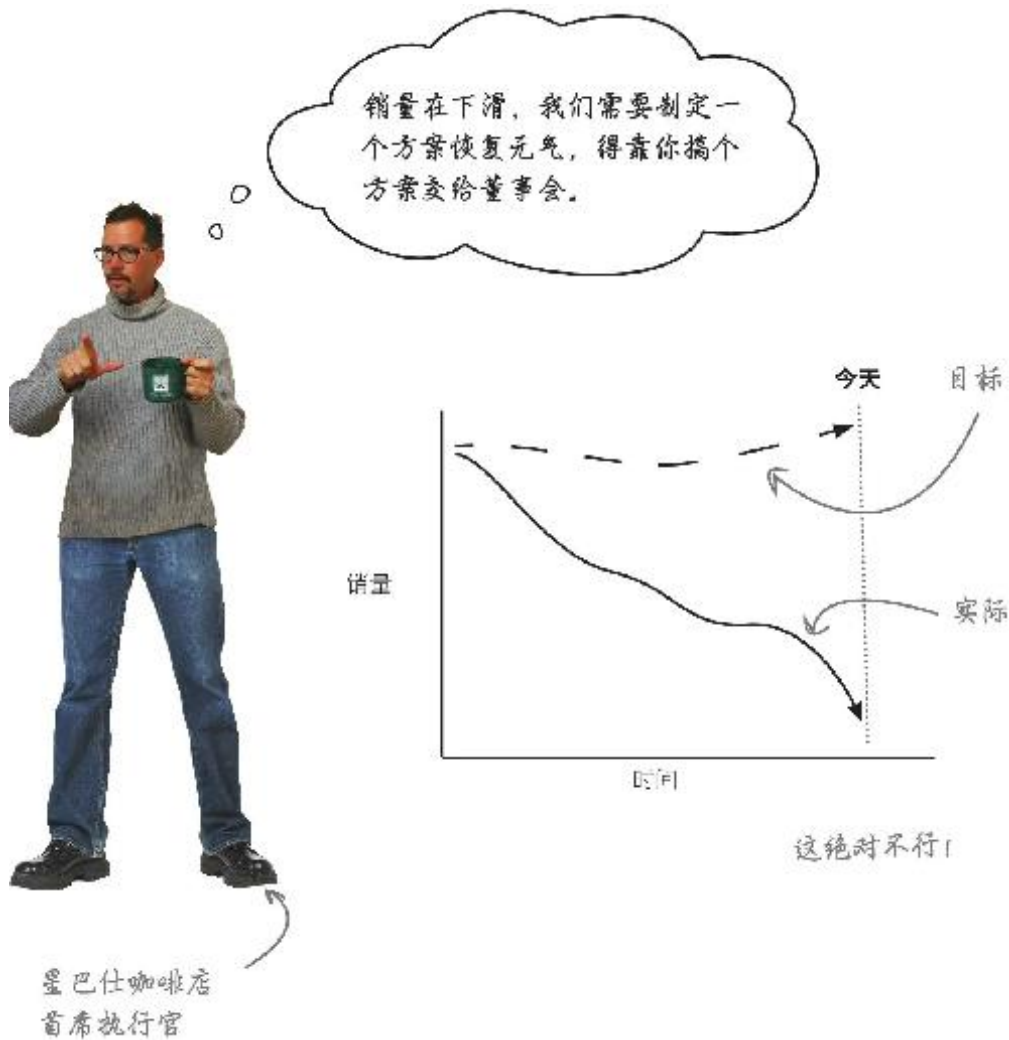 销量在下滑，我们需要制定一
个方案恢复元气，得靠你搞个
方案交给董事会。
今天
目标
销量
实际
时间
这绝对不行！
星巴仕咖啡店
首席执行官